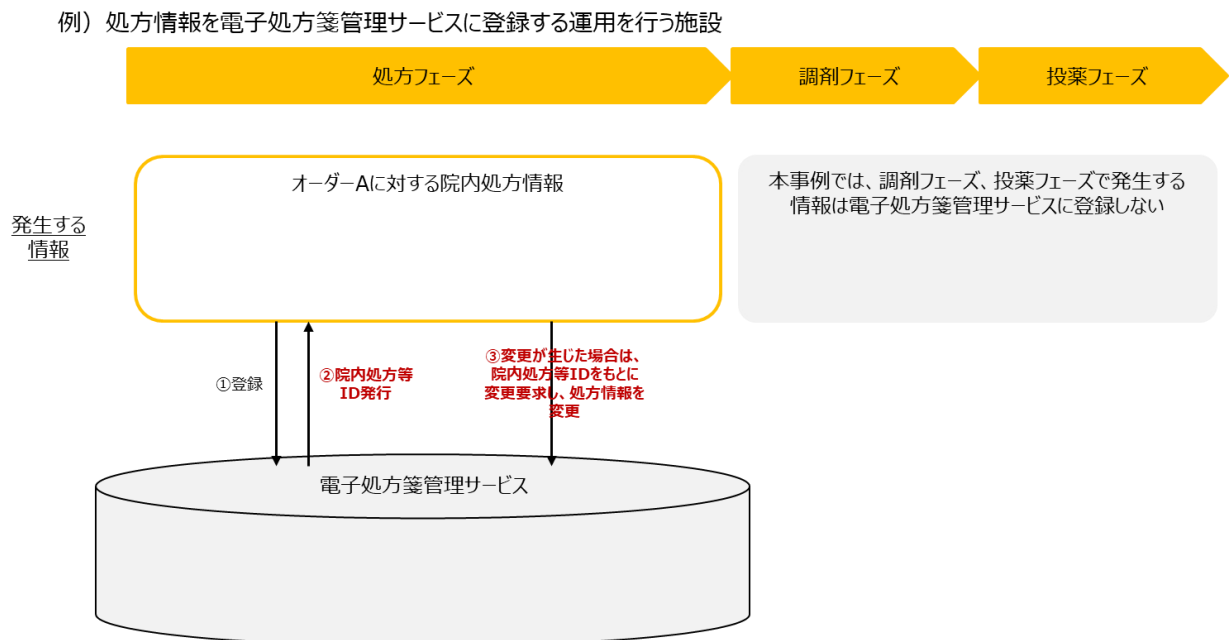 例）処方情報を電子処方箋管理サービスに登録する運用を行う施設
処方フェーズ
調剤フェーズ
投薬フェーズ
発生する
情報
オーダーAに対する院内処方情報
本事例では、調剤フェーズ、投薬フェーズで発生する
情報は電子処方箋管理サービスに登録しない
①登録
②院内処方等
ID発行
③変更が生じた場合は、
院内処方等IDをもとに
変更要求し、処方情報を
変更
電子処方箋管理サービス